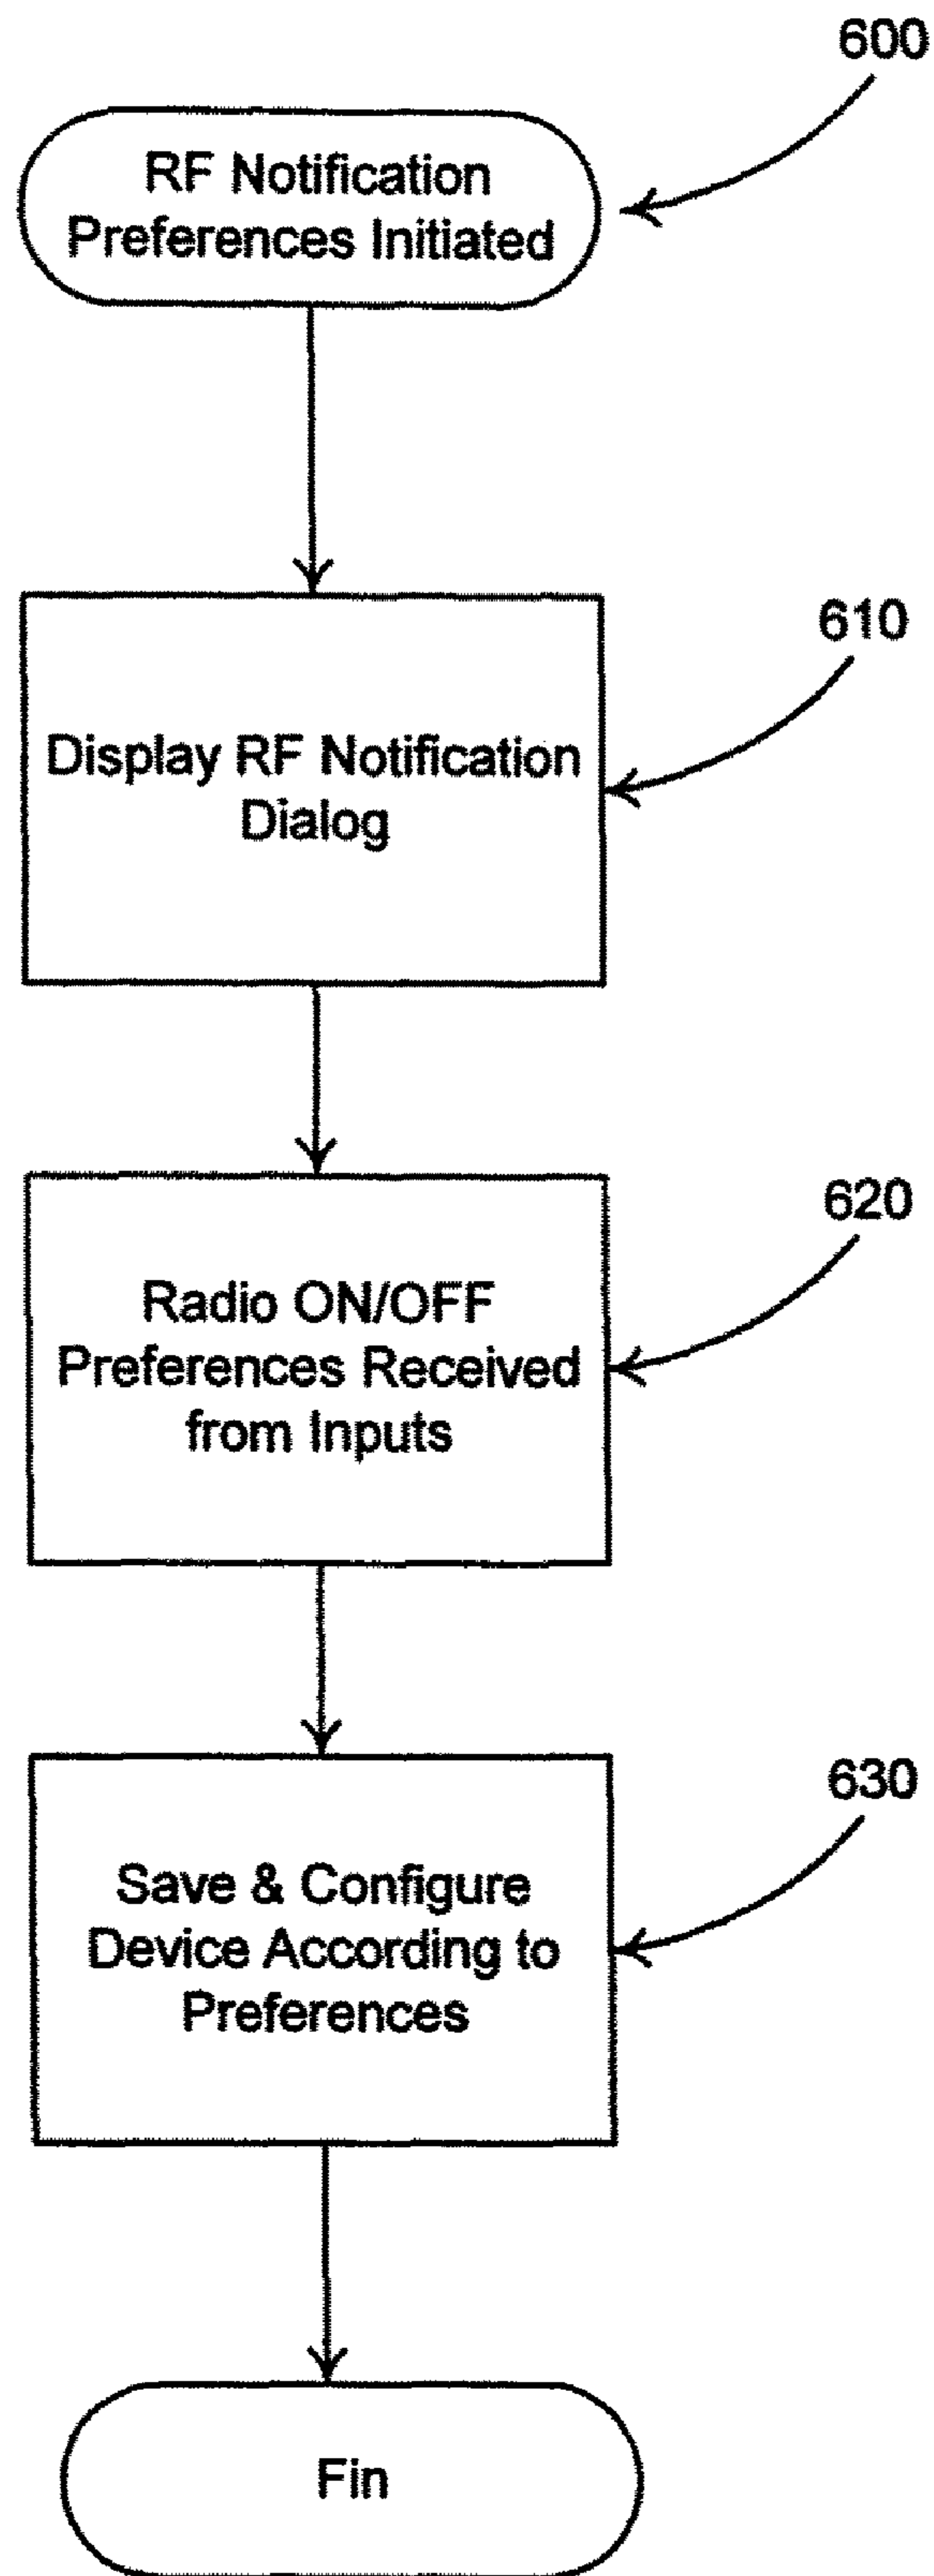 600
RF Notification
Preferences Initiated
610
Display RF Notification
Dialog
620
Radio ON/OFF
Preferences Received
from Inputs
630
Save & Configure
Device According to
Preferences
Fin